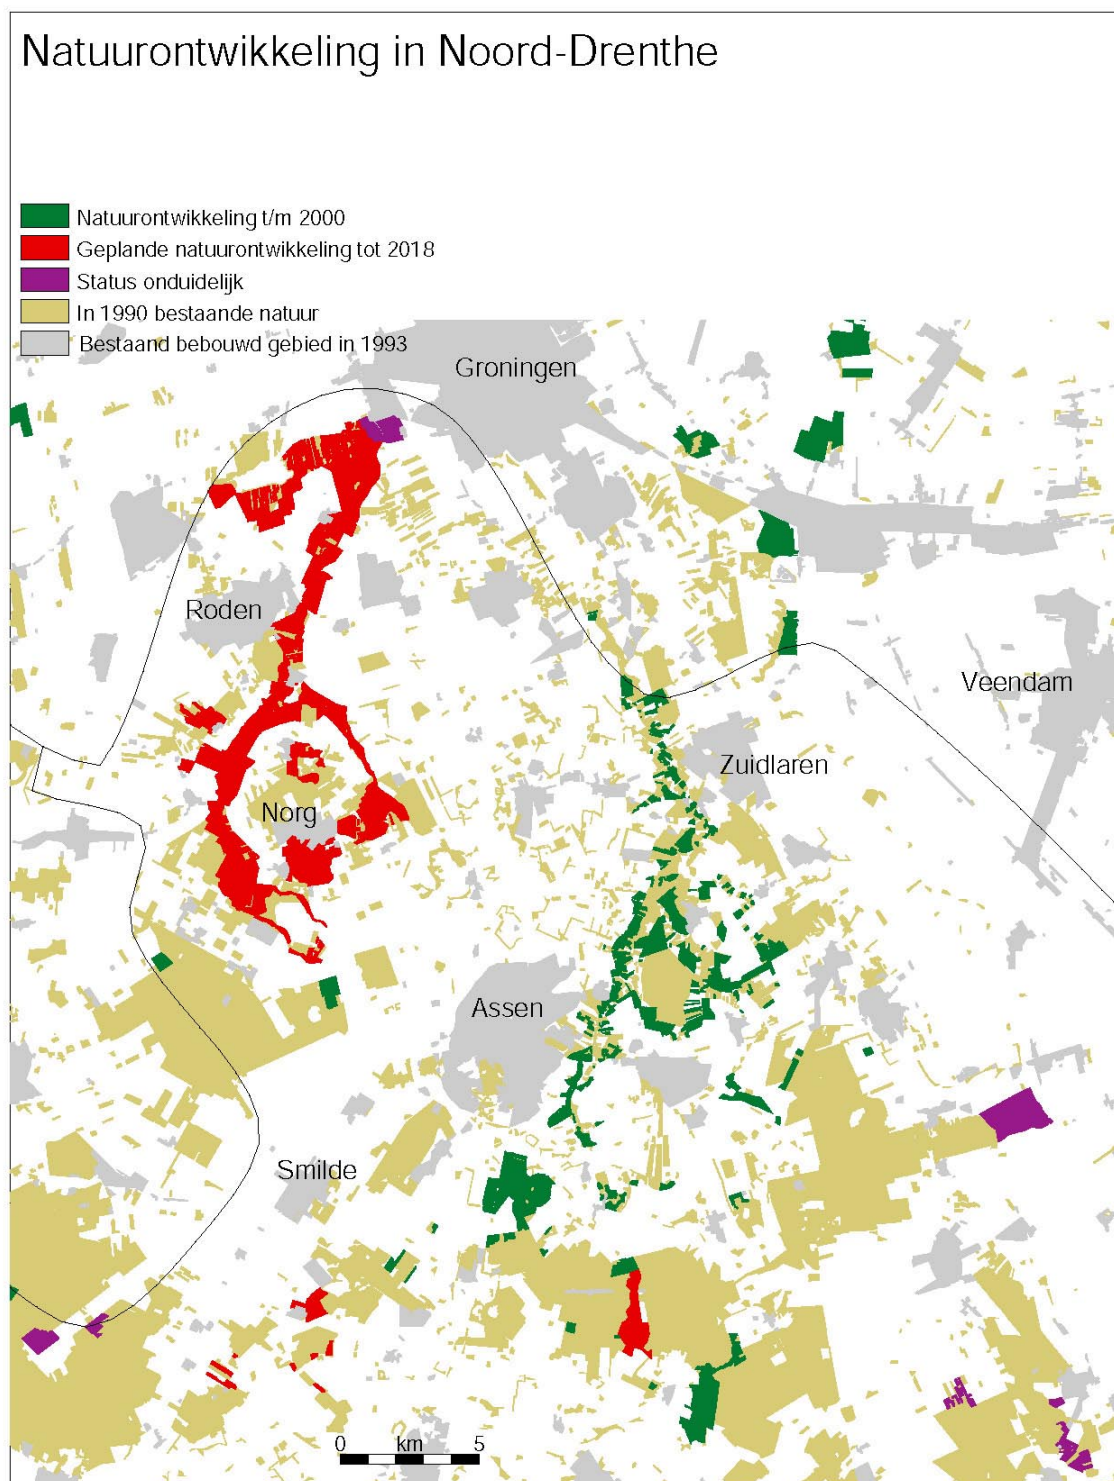 Natuurontwikkeling in Noord-Drenthe
Natuurontwikkeling t/m 2000
Geplande natuurontwikkeling tot 2018
Status onduidelijk
In 1990 bestaande natuur
Bestaand bebouwd gebied in 1993
Groningen
Roden
Veendam
Zuidlaren
Norg
Assen
Smilde
0 km 5